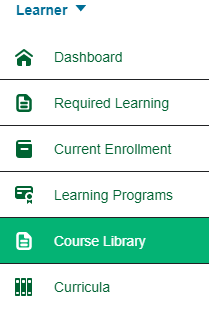 Learner
Dashboard
Required Learning
Current Enrollment
Learning Programs
Course Library
Curricula